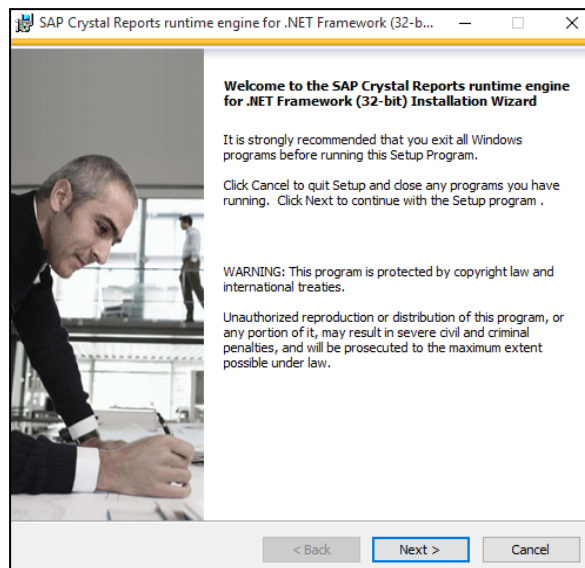 SAP Crystal Reports runtime engine for .NET Framework (32-b...
Welcome to the SAP Crystal Reports runtime engine
for .NET Framework (32-bit) Installation Wizard
It is strongly recommended that you exit all Windows
programs before running this Setup Program.
Click Cancel to quit Setup and close any programs you have
running.  Click Next to continue with the Setup program .
WARNING: This program is protected by copyright law and
international treaties.
Unauthorized reproduction or distribution of this program, or
any portion of it, may result in severe civil and criminal
penalties, and will be prosecuted to the maximum extent
possible under law.
< Back Next > Cancel